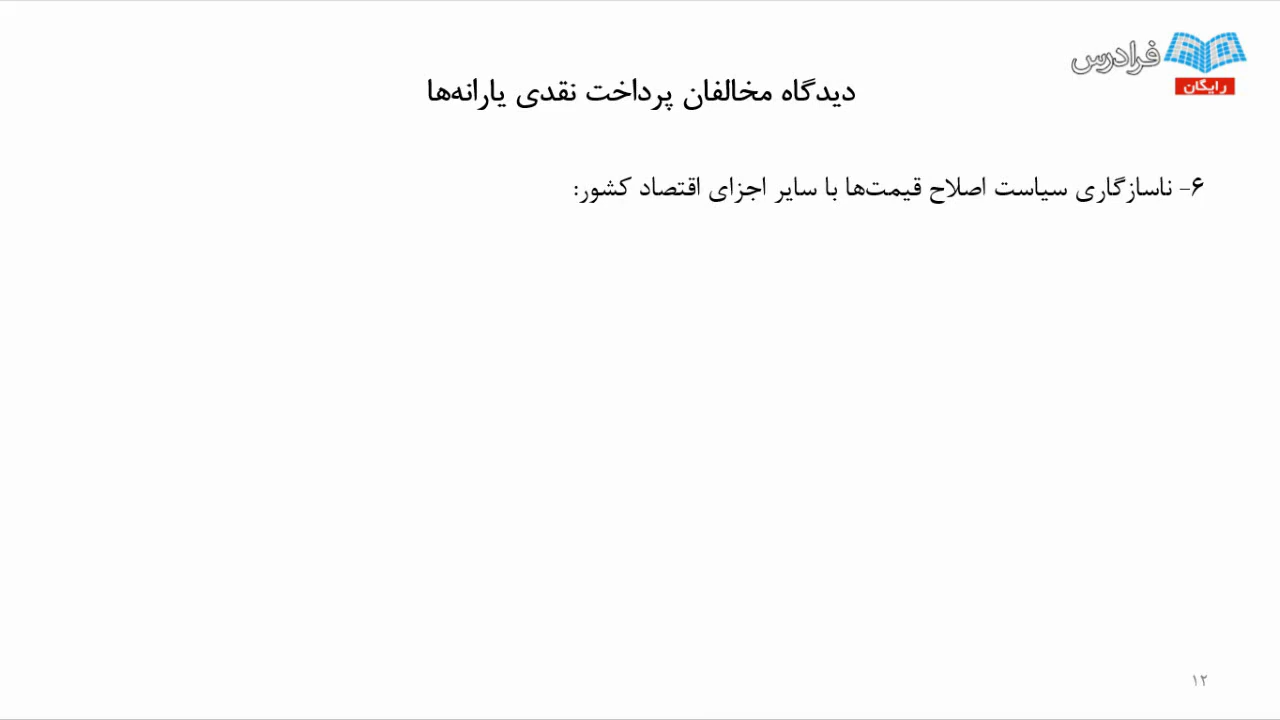 فرادرس
رایگان
دیدگاه مخالفان پرداخت نقدی یارانه‌ها
۶- ناسازگاری سیاست اصلاح قیمت‌ها با سایر اجزای اقتصاد کشور:
۱۲